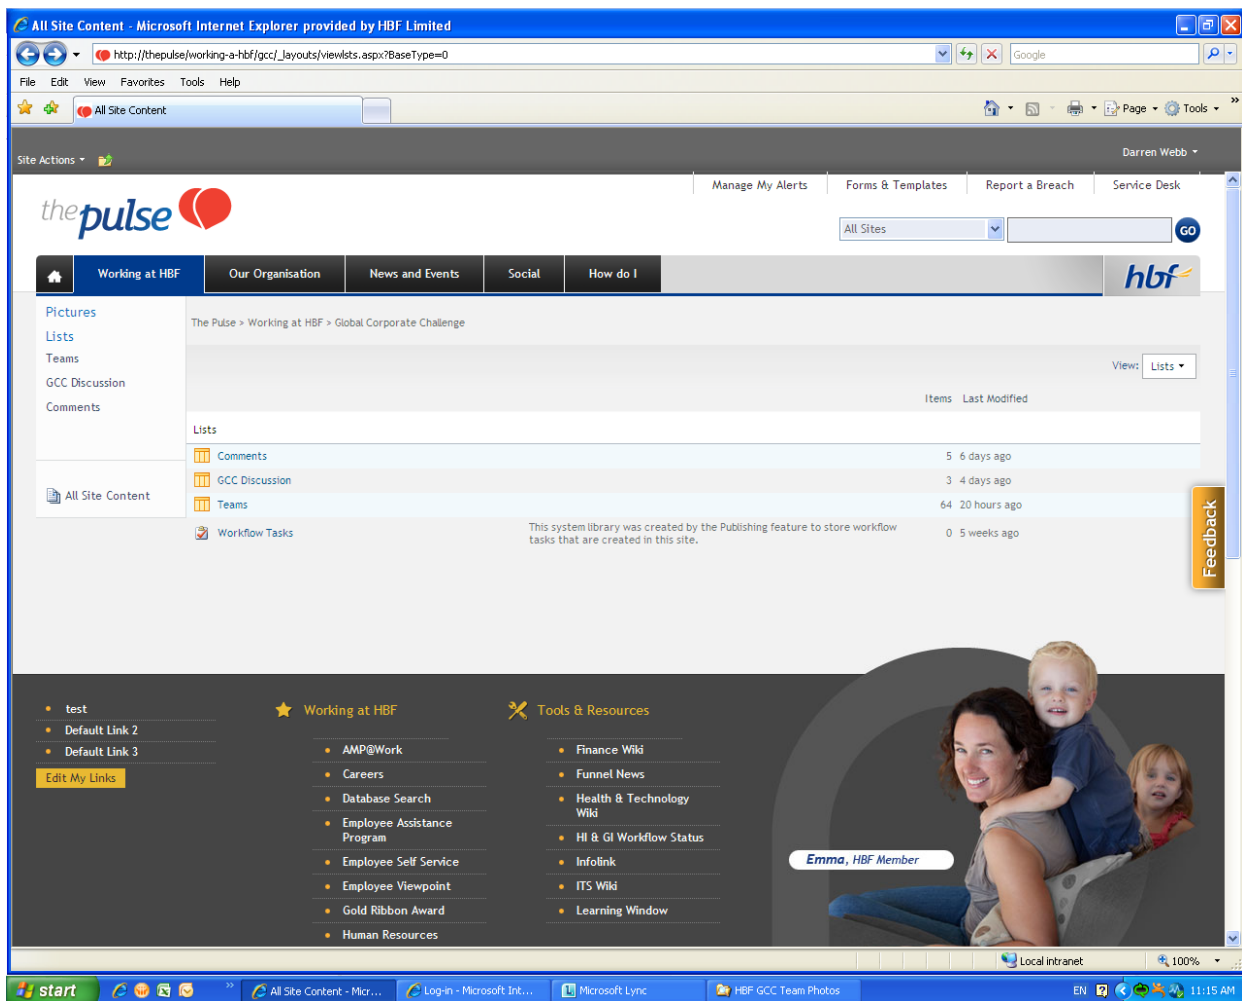 All Site Content - Microsoft Internet Explorer provided by HBF Limited
http://thepulse/working-a-hbf/gcc/_layouts/viewlsts.aspx?BaseType=0
Google
File Edit View Favorites Tools Help
All Site Content
Page Tools
Site Actions
Darren Webb
Manage My Alerts Forms & Templates Report a Breach Service Desk
the pulse
All Sites
GO
Working at HBF Our Organisation News and Events Social How do I
hbf
Pictures
Lists
Teams
GCC Discussion
Comments
All Site Content
The Pulse > Working at HBF > Global Corporate Challenge
View: Lists
Items Last Modified
Lists
Comments 5 6 days ago
GCC Discussion 3 4 days ago
Teams 64 20 hours ago
Workflow Tasks This system library was created by the Publishing feature to store workflow 0 5 weeks ago
tasks that are created in this site.
Feedback
test
Default Link 2
Default Link 3
Edit My Links
Working at HBF
AMP@Work
Careers
Database Search
Employee Assistance
Program
Employee Self Service
Employee Viewpoint
Gold Ribbon Award
Human Resources
Tools & Resources
Finance Wiki
Funnel News
Health & Technology
Wiki
HI & GI Workflow Status
Infolink
ITS Wiki
Learning Window
Emma, HBF Member
Local intranet 100%
start
All Site Content - Micr...
Log-in - Microsoft Int...
Microsoft Lync
HBF GCC Team Photos
EN
11:15 AM